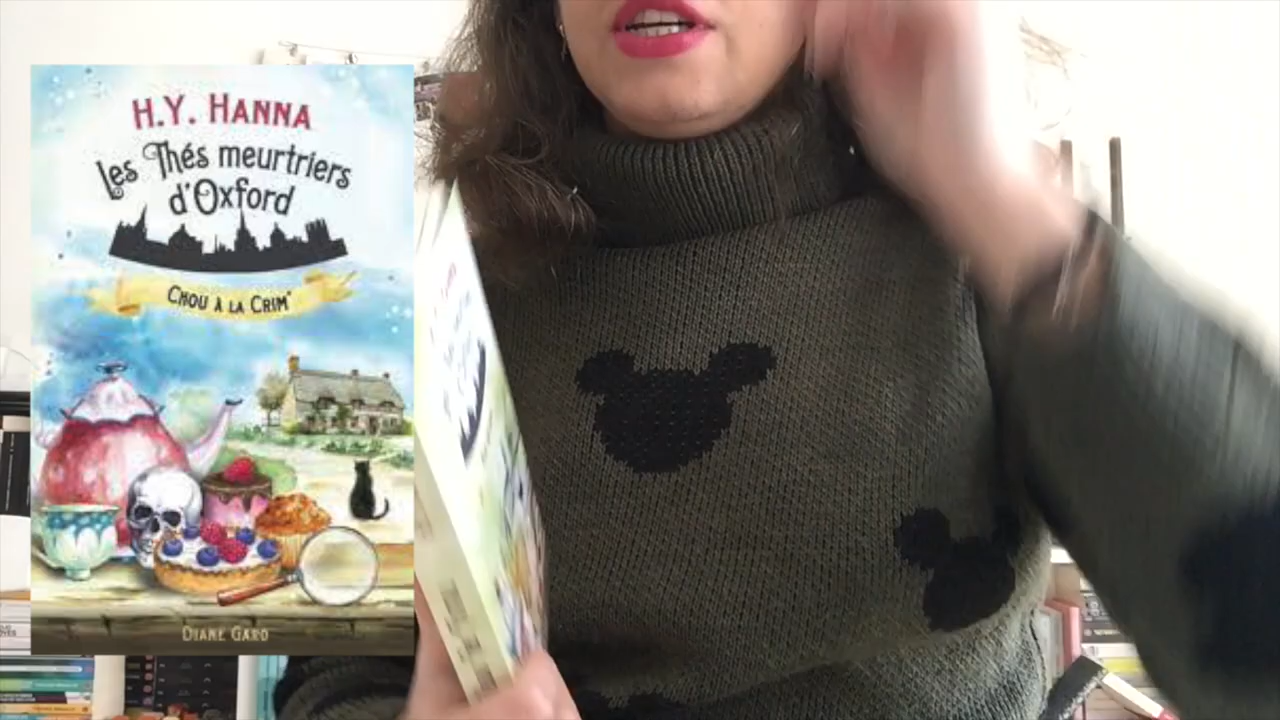 H.Y. HANNA
Les Thés meurtriers
d'Oxford
CHOU À LA CRIM'
DIANE GARO